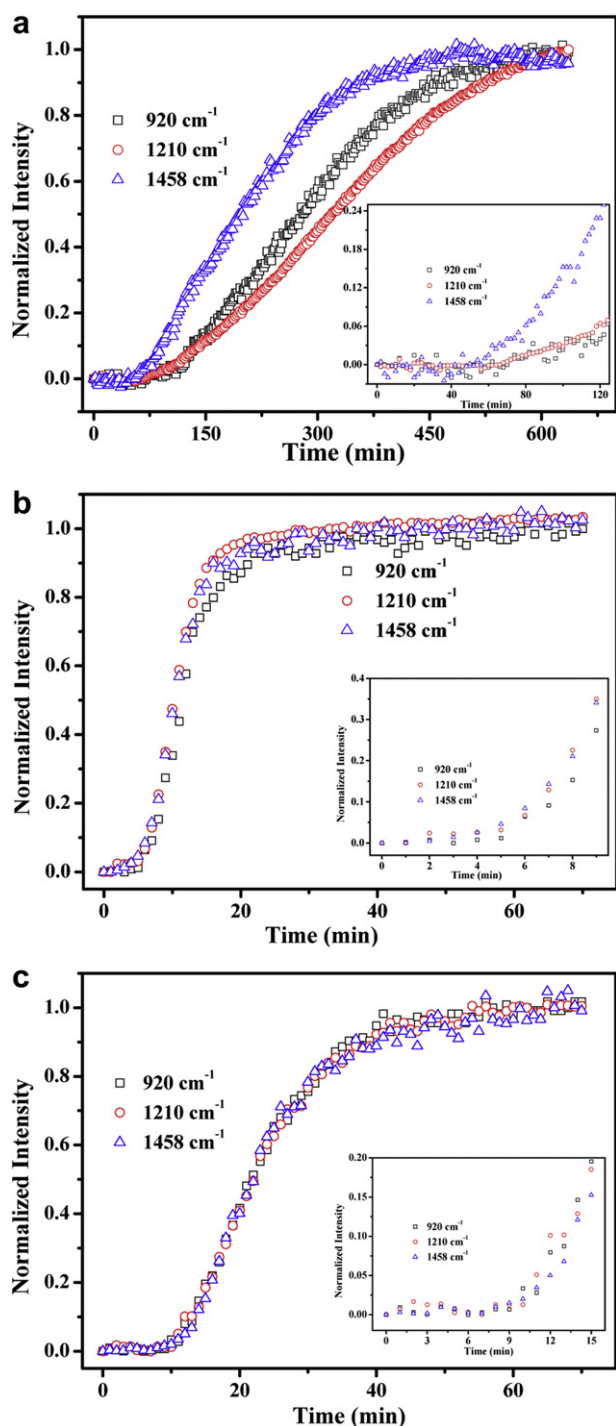 a
Normalized Intensity
1.0
0.8
0.6
0.4
0.2
0.0
920 cm⁻¹
1210 cm⁻¹
1458 cm⁻¹
Normalized Intensity
0.24
0.18
0.12
0.06
0.00
920 cm⁻¹
1210 cm⁻¹
1458 cm⁻¹
0 40 80 120
Time (min)
0 150 300 450 600
Time (min)
b
Normalized Intensity
1.0
0.8
0.6
0.4
0.2
0.0
920 cm⁻¹
1210 cm⁻¹
1458 cm⁻¹
Normalized Intensity
0.4
0.3
0.2
0.1
0.0
920 cm⁻¹
1210 cm⁻¹
1458 cm⁻¹
0 2 4 6 8
Time (min)
0 20 40 60
Time (min)
c
Normalized Intensity
1.0
0.8
0.6
0.4
0.2
0.0
920 cm⁻¹
1210 cm⁻¹
1458 cm⁻¹
Normalized Intensity
0.20
0.15
0.10
0.05
0.00
920 cm⁻¹
1210 cm⁻¹
1458 cm⁻¹
0 3 6 9 12 15
Time (min)
0 20 40 60
Time (min)